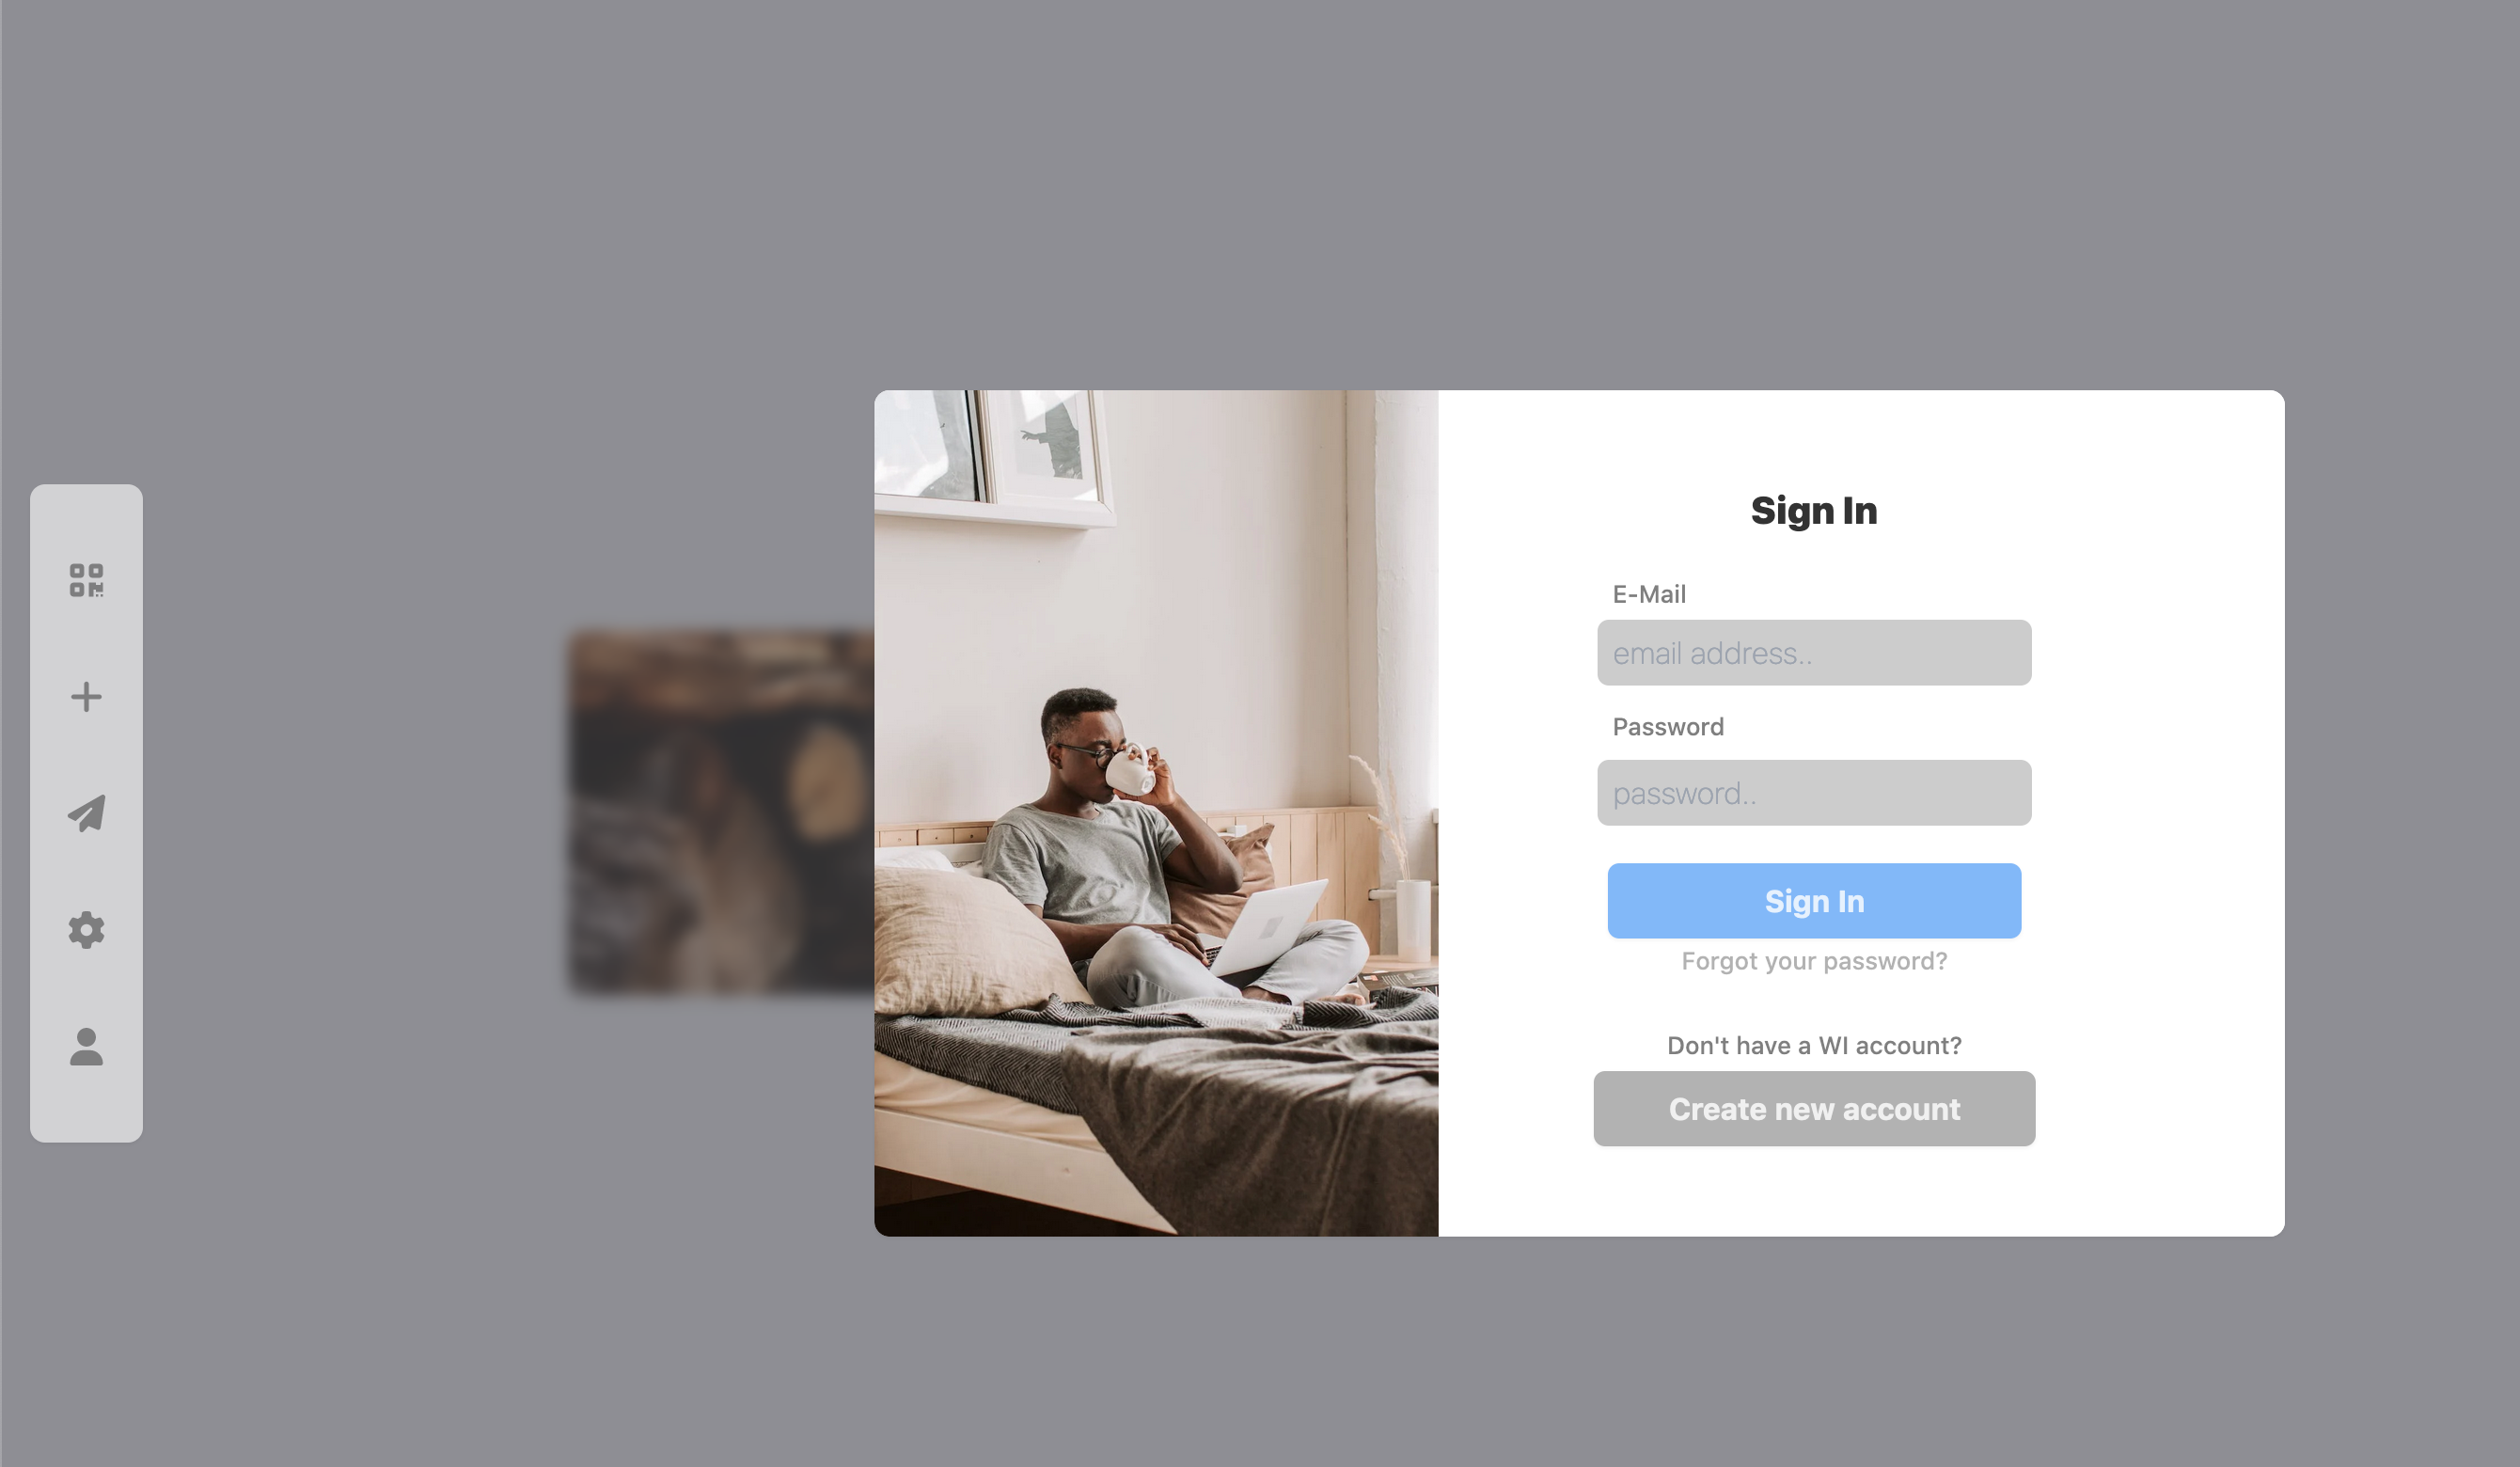 Sign In
E-Mail
email address..
Password
password..
Sign In
Forgot your password?
Don't have a WI account?
Create new account